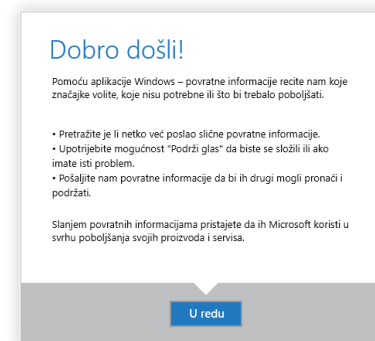 Dobro došli!
Pomoću aplikacije Windows – povratne informacije recite nam koje
značajke volite, koje nisu potrebne ili što bi trebalo poboljšati.
• Pretražite je li netko već poslao slične povratne informacije.
• Upotrijebite mogućnost "Podrži glas" da biste se složili ili ako
imate isti problem.
• Pošaljite nam povratne informacije da bi ih drugi mogli pronaći i
podržati.
Slanjem povratnih informacijama pristajete da ih Microsoft koristi u
svrhu poboljšanja svojih proizvoda i servisa.
U redu